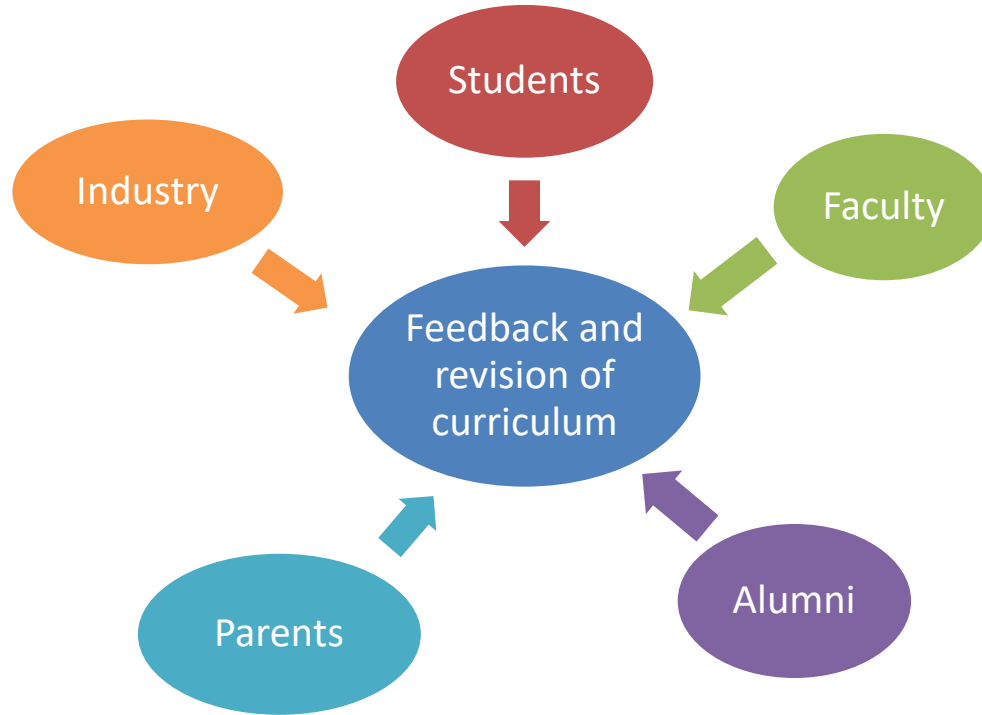 Students
Industry
Faculty
Feedback and
revision of
curriculum
Alumni
Parents